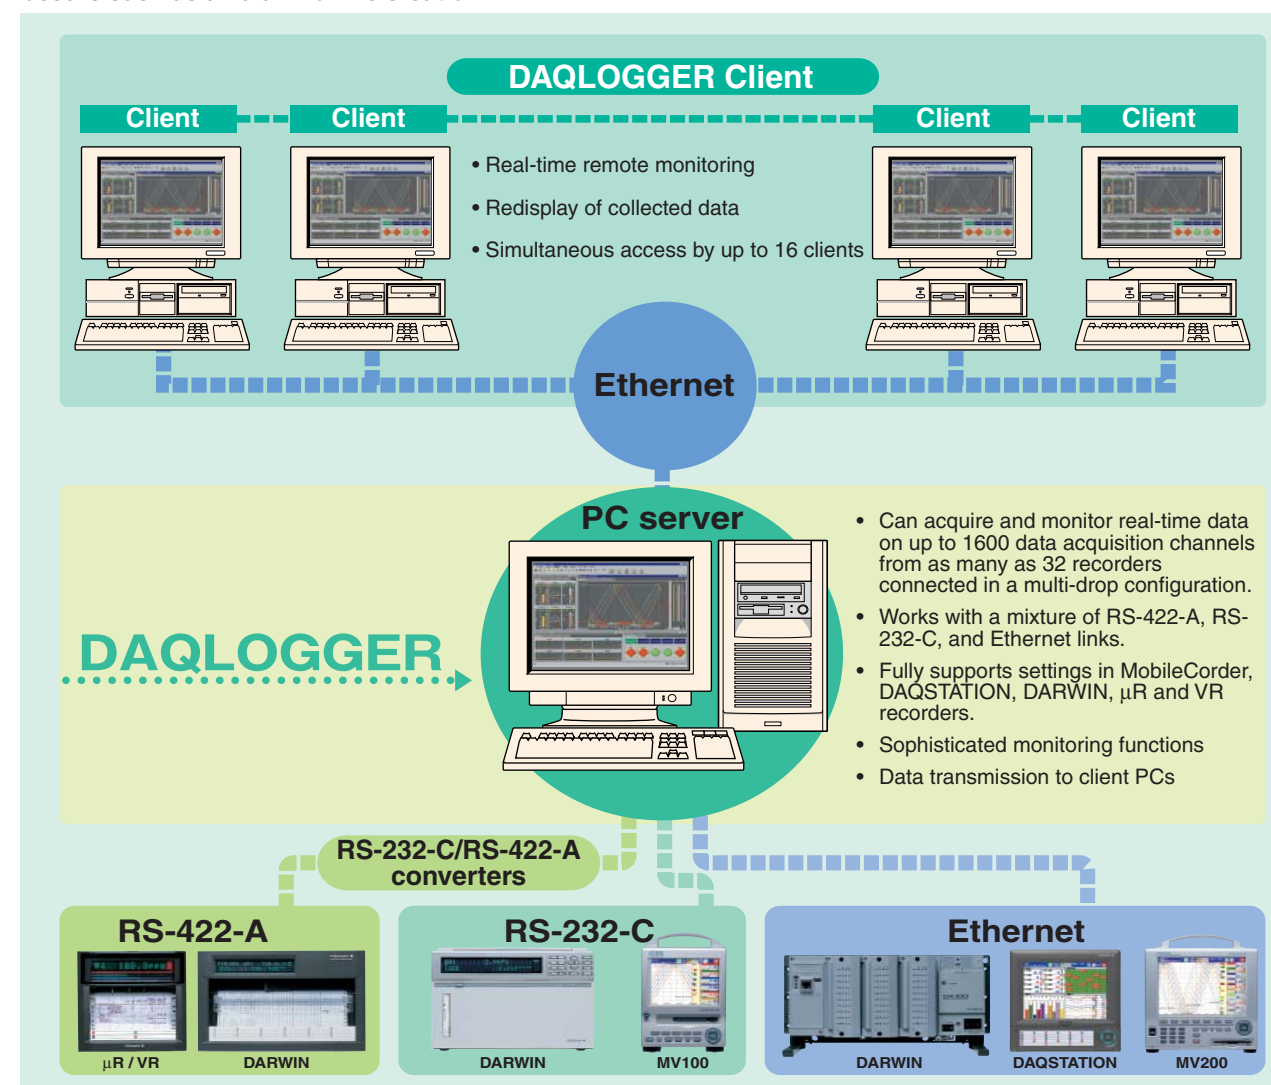 DAQLOGGER Client
Client
Client
Client
Client
• Real-time remote monitoring
• Redisplay of collected data
• Simultaneous access by up to 16 clients
Ethernet
PC server
DAQLOGGER
• Can acquire and monitor real-time data
on up to 1600 data acquisition channels
from as many as 32 recorders
connected in a multi-drop configuration.
• Works with a mixture of RS-422-A, RS-
232-C, and Ethernet links.
• Fully supports settings in MobileCorder,
DAQSTATION, DARWIN, µR and VR
recorders.
• Sophisticated monitoring functions
• Data transmission to client PCs
RS-232-C/RS-422-A
converters
RS-422-A
µR / VR
DARWIN
RS-232-C
DARWIN
MV100
Ethernet
DARWIN
DAQSTATION
MV200